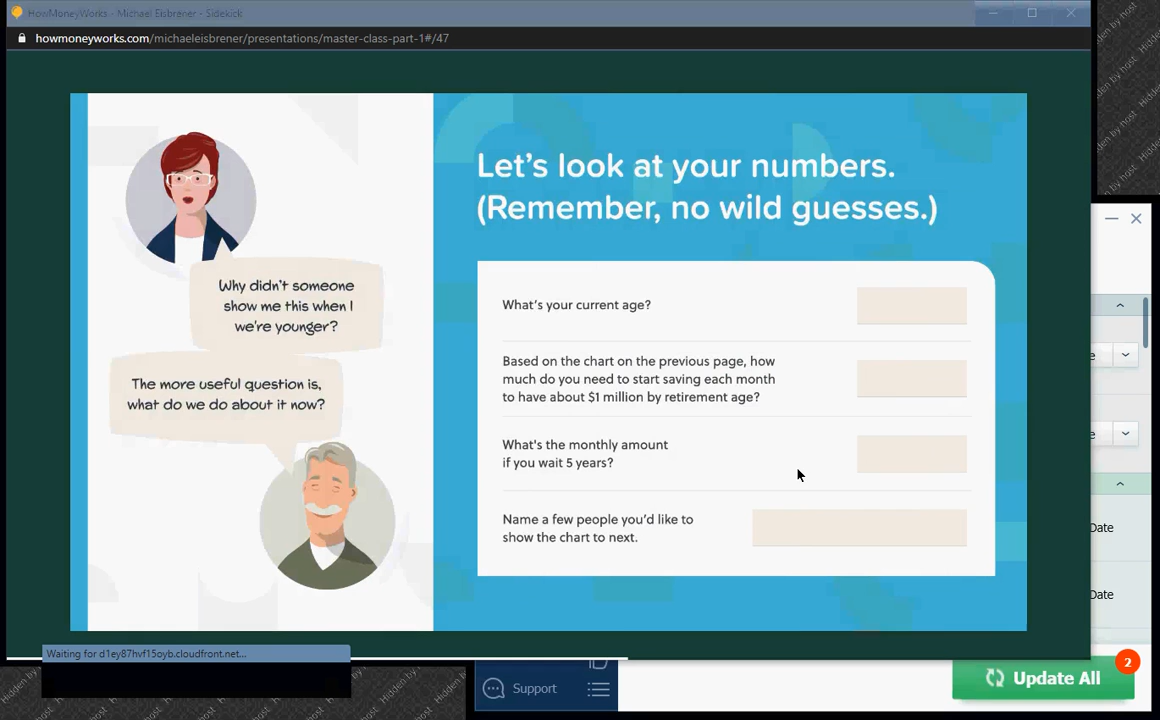 HowMoneyWorks - Michael Eisbrener - Sidekick
howmoneyworks.com/michaeleisbrener/presentations/master-class-part-1#/47
Why didn't someone
show me this when I
we're younger?
The more useful question is,
what do we do about it now?
Let's look at your numbers.
(Remember, no wild guesses.)
What's your current age?
Based on the chart on the previous page, how
much do you need to start saving each month
to have about $1 million by retirement age?
What's the monthly amount
if you wait 5 years?
Name a few people you'd like to
show the chart to next.
Waiting for d1ey87hvf15oyb.cloudfront.net...
Support
e
e
Date
Date
Update All
2
Hidden by host